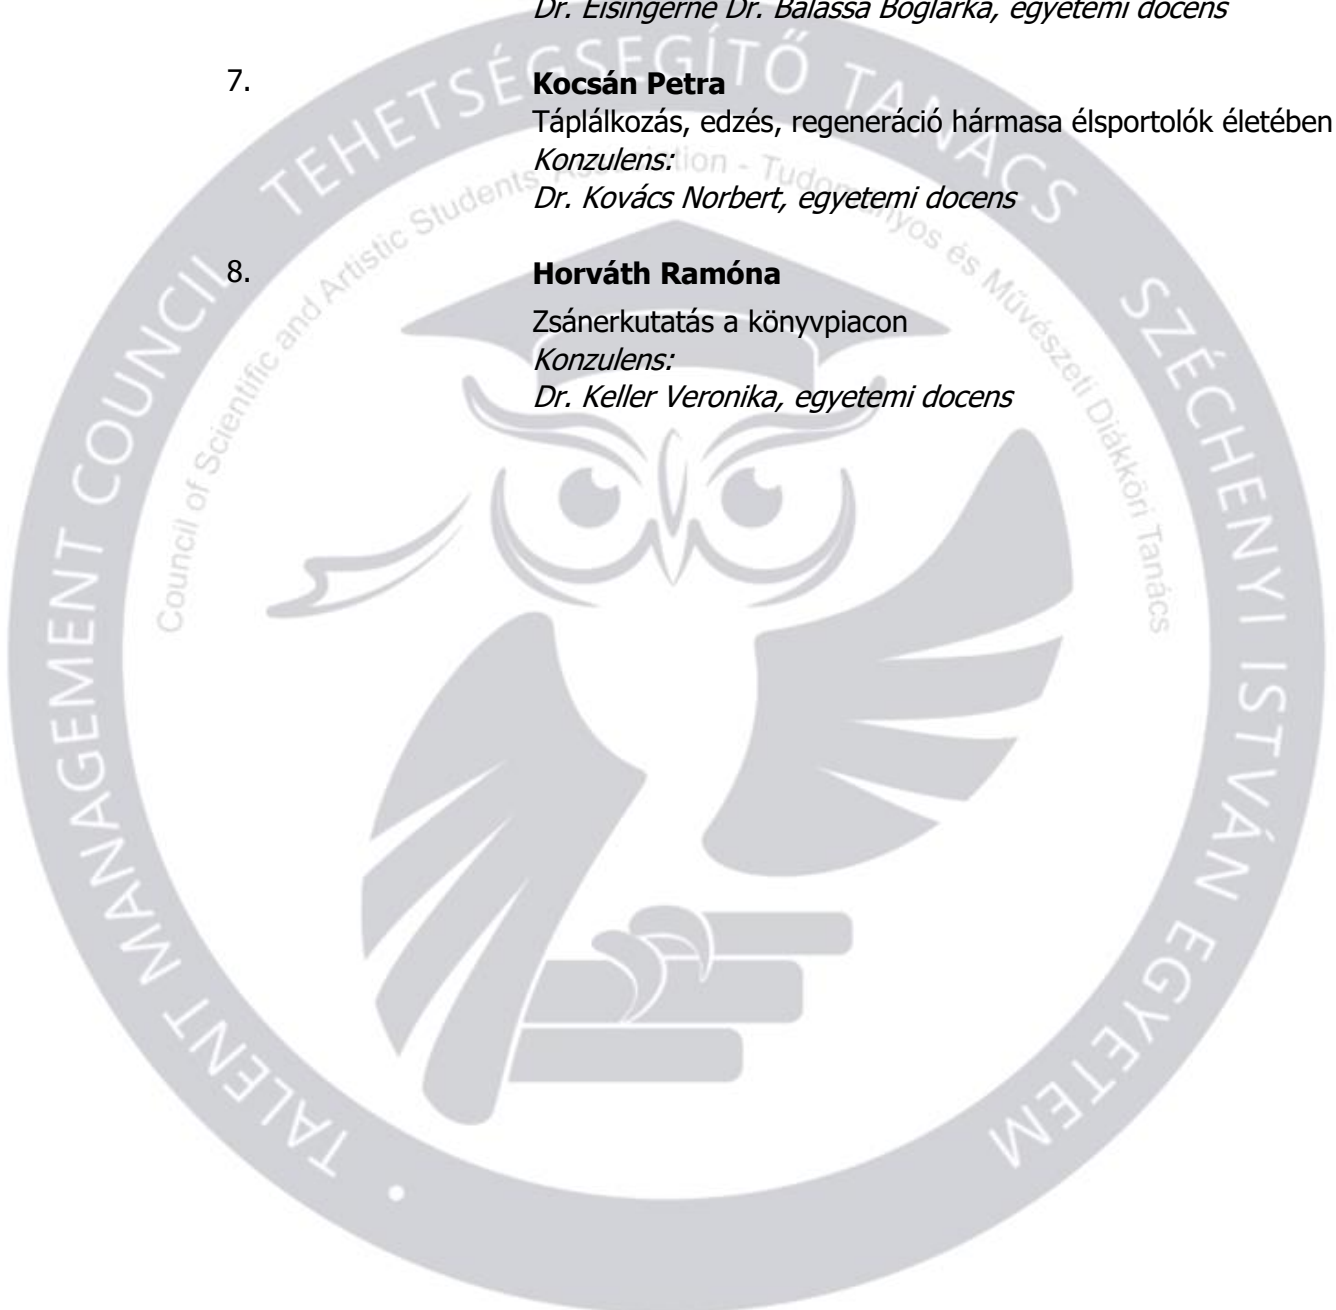 Dr. Eisingerné Dr. Balassa Boglárka, egyetemi docens
7.
Kocsán Petra
Táplálkozás, edzés, regeneráció hármasa élsportolók életében
Konzulens:
Dr. Kovács Norbert, egyetemi docens
8.
Horváth Ramóna
Zsánerkutatás a könyvpiacon
Konzulens:
Dr. Keller Veronika, egyetemi docens
TEHETSÉGSEGÍTŐ TANÁCS SZÉCHENYI ISTVÁN EGYETEM
TALENT MANAGEMENT COUNCIL
Council of Scientific and Artistic Students' Association - Tudományos és Művészeti Diákköri Tanács